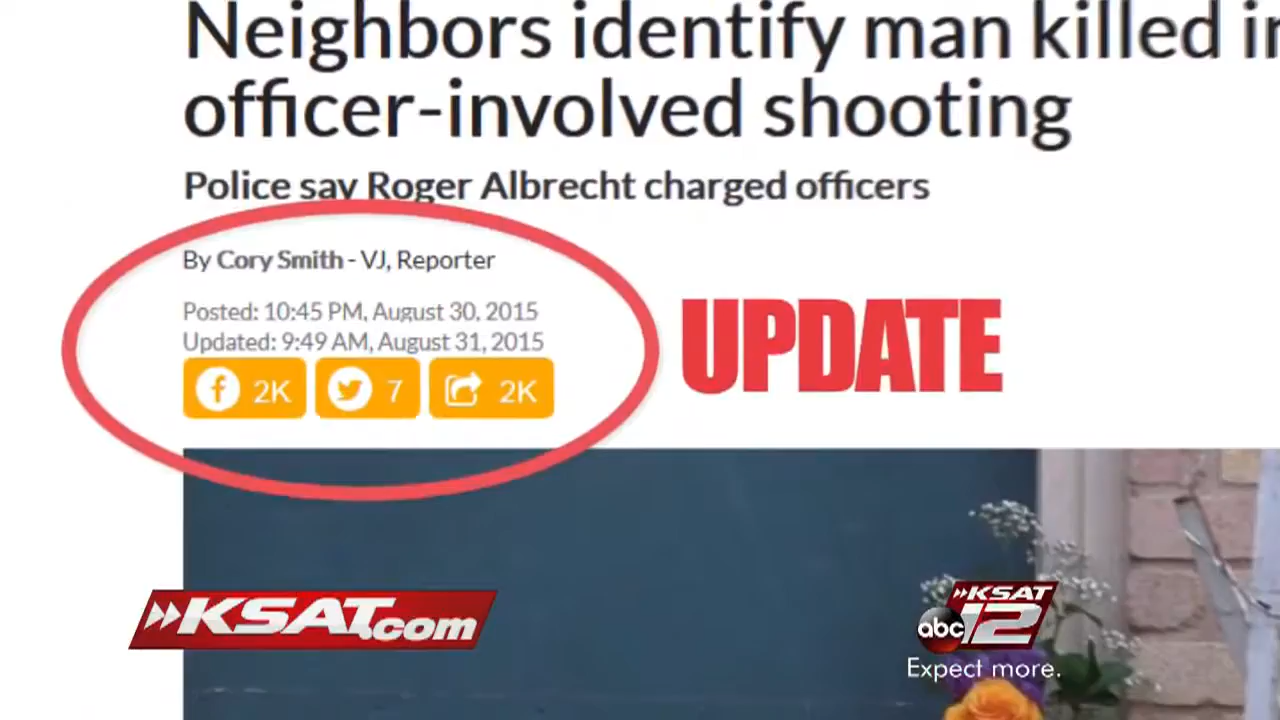 Neighbors identify man killed in
officer-involved shooting
Police say Roger Albrecht charged officers
By Cory Smith - VJ, Reporter
Posted: 10:45 PM, August 30, 2015
Updated: 9:49 AM, August 31, 2015
2K 7 2K
UPDATE
KSAT.com
KSAT
abc 12
Expect more.